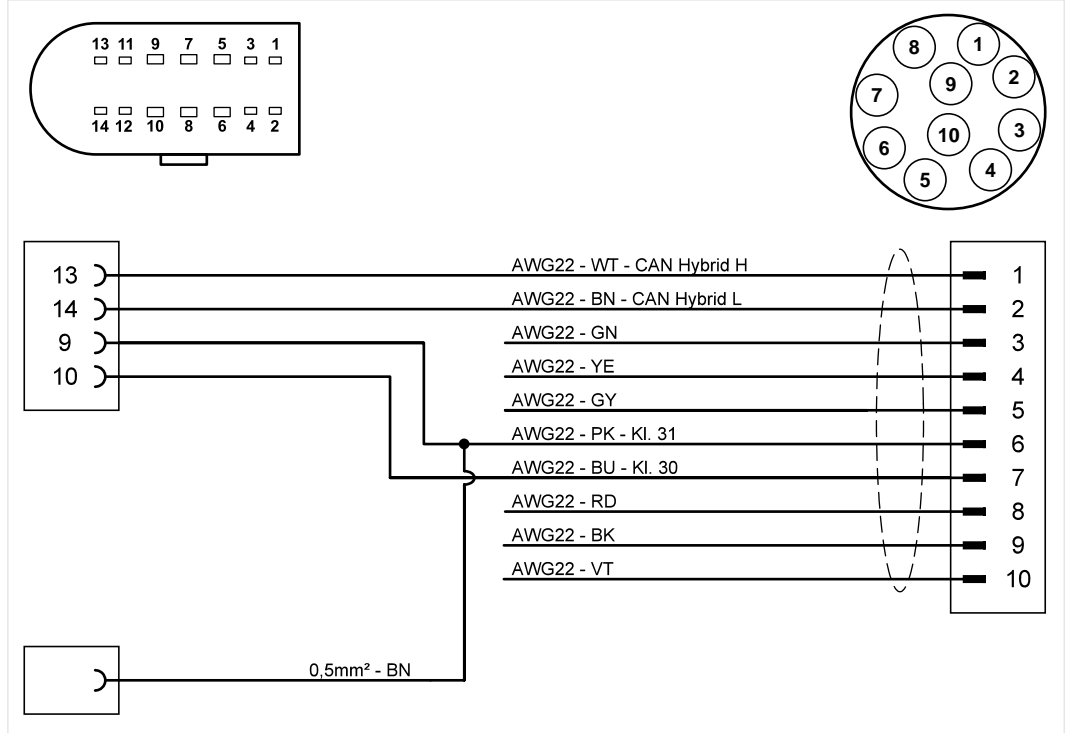 13 11 9 7 5 3 1
14 12 10 8 6 4 2
8 1
9 2
7
10 3
6
5 4
13 AWG22 - WT - CAN Hybrid H 1
14 AWG22 - BN - CAN Hybrid L 2
9 AWG22 - GN 3
10 AWG22 - YE 4
AWG22 - GY 5
AWG22 - PK - Kl. 31 6
AWG22 - BU - Kl. 30 7
AWG22 - RD 8
AWG22 - BK 9
AWG22 - VT 10
0,5mm² - BN